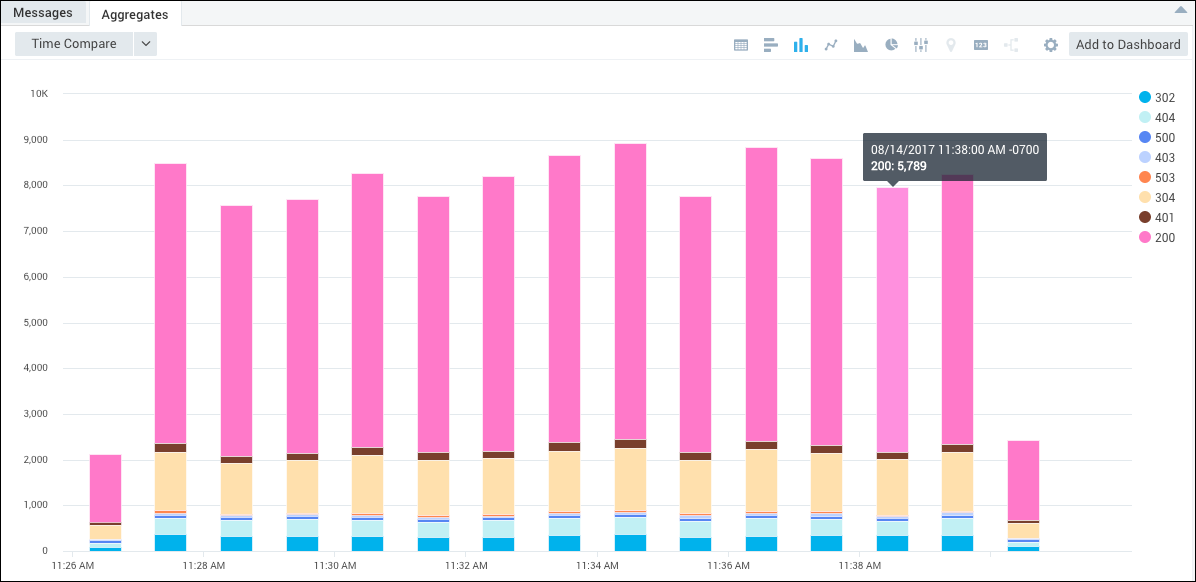 Messages
Aggregates
Time Compare
123
Add to Dashboard
10K
9,000
8,000
7,000
6,000
5,000
4,000
3,000
2,000
1,000
0
08/14/2017 11:38:00 AM -0700
200: 5,789
302
404
500
403
503
304
401
200
11:26 AM
11:28 AM
11:30 AM
11:32 AM
11:34 AM
11:36 AM
11:38 AM